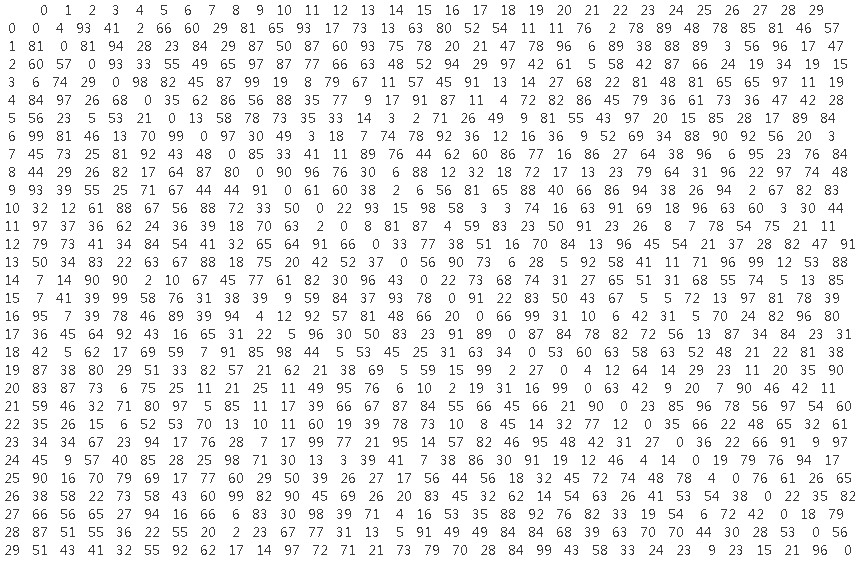 0 1 2 3 4 5 6 7 8 9 10 11 12 13 14 15 16 17 18 19 20 21 22 23 24 25 26 27 28 29
0 0 4 93 41 2 66 60 29 81 65 93 17 73 13 63 80 52 54 11 11 76 2 78 89 48 78 85 81 46 57
1 81 0 81 94 28 23 84 29 87 50 87 60 93 75 78 20 21 47 78 96 6 89 38 88 89 3 56 96 17 47
2 60 57 0 93 33 55 49 65 97 87 77 66 63 48 52 94 29 97 42 61 5 58 42 87 66 24 19 34 19 15
3 6 74 29 0 98 82 45 87 99 19 8 79 67 11 57 45 91 13 14 27 68 22 81 48 81 65 65 97 11 19
4 84 97 26 68 0 35 62 86 56 88 35 77 9 17 91 87 11 4 72 82 86 45 79 36 61 73 36 47 42 28
5 56 23 5 53 21 0 13 58 78 73 35 33 14 3 2 71 26 49 9 81 55 43 97 20 15 85 28 17 89 84
6 99 81 46 13 70 99 0 97 30 49 3 18 7 74 78 92 36 12 16 36 9 52 69 34 88 90 92 56 20 3
7 45 73 25 81 92 43 48 0 85 33 41 11 89 76 44 62 60 86 77 16 86 27 64 38 96 6 95 23 76 84
8 44 29 26 82 17 64 87 80 0 90 96 76 30 6 88 12 32 18 72 17 13 23 79 64 31 96 22 97 74 48
9 93 39 55 25 71 67 44 44 91 0 61 60 38 2 6 56 81 65 88 40 66 86 94 38 26 94 2 67 82 83
10 32 12 61 88 67 56 88 72 33 50 0 22 93 15 98 58 3 3 74 16 63 91 69 18 96 63 60 3 30 44
11 97 37 36 62 24 36 39 18 70 63 2 0 8 81 87 4 59 83 23 50 91 23 26 8 7 78 54 75 21 11
12 79 73 41 34 84 54 41 32 65 64 91 66 0 33 77 38 51 16 70 84 13 96 45 54 21 37 28 82 47 91
13 50 34 83 22 63 67 88 18 75 20 42 52 37 0 56 90 73 6 28 5 92 58 41 11 71 96 99 12 53 88
14 7 14 90 90 2 10 67 45 77 61 82 30 96 43 0 22 73 68 74 31 27 65 51 31 68 55 74 5 13 85
15 7 41 39 99 58 76 31 38 39 9 59 84 37 93 78 0 91 22 83 50 43 67 5 5 72 13 97 81 78 39
16 95 7 39 78 46 89 39 94 4 12 92 57 81 48 66 20 0 66 99 31 10 6 42 31 5 70 24 82 96 80
17 36 45 64 92 43 16 65 31 22 5 96 30 50 83 23 91 89 0 87 84 78 82 72 56 13 87 34 84 23 31
18 42 5 62 17 69 59 7 91 85 98 44 5 53 45 25 31 63 34 0 53 60 63 58 63 52 48 21 22 81 38
19 87 38 80 29 51 33 82 57 21 62 21 38 69 5 59 15 99 2 27 0 4 12 64 14 29 23 11 20 35 90
20 83 87 73 6 75 25 11 21 25 11 49 95 76 6 10 2 19 31 16 99 0 63 42 9 20 7 90 46 42 11
21 59 46 32 71 80 97 5 85 11 17 39 66 67 87 84 55 66 45 66 21 90 0 23 85 96 78 56 97 54 60
22 35 26 15 6 52 53 70 13 10 11 60 19 39 78 73 10 8 45 14 32 77 12 0 35 66 22 48 65 32 61
23 34 34 67 23 94 17 76 28 7 17 99 77 21 95 14 57 82 46 95 48 42 31 27 0 36 22 66 91 9 97
24 45 9 57 40 85 28 25 98 71 30 13 3 39 41 7 38 86 30 91 19 12 46 4 14 0 19 79 76 94 17
25 90 16 70 79 69 17 77 60 29 50 39 26 27 17 56 44 56 18 32 45 72 74 48 78 4 0 76 61 26 65
26 38 58 22 73 58 43 60 99 82 90 45 69 26 20 83 45 32 62 14 54 63 26 41 53 54 38 0 22 35 82
27 66 56 65 27 94 16 66 6 83 30 98 39 71 4 16 53 35 88 92 76 82 33 19 54 6 72 42 0 18 79
28 87 51 55 36 22 55 20 2 23 67 77 31 13 5 91 49 49 84 84 68 39 63 70 70 44 30 28 53 0 56
29 51 43 41 32 55 92 62 17 14 97 72 71 21 73 79 70 28 84 99 43 58 33 24 23 9 23 15 21 96 0